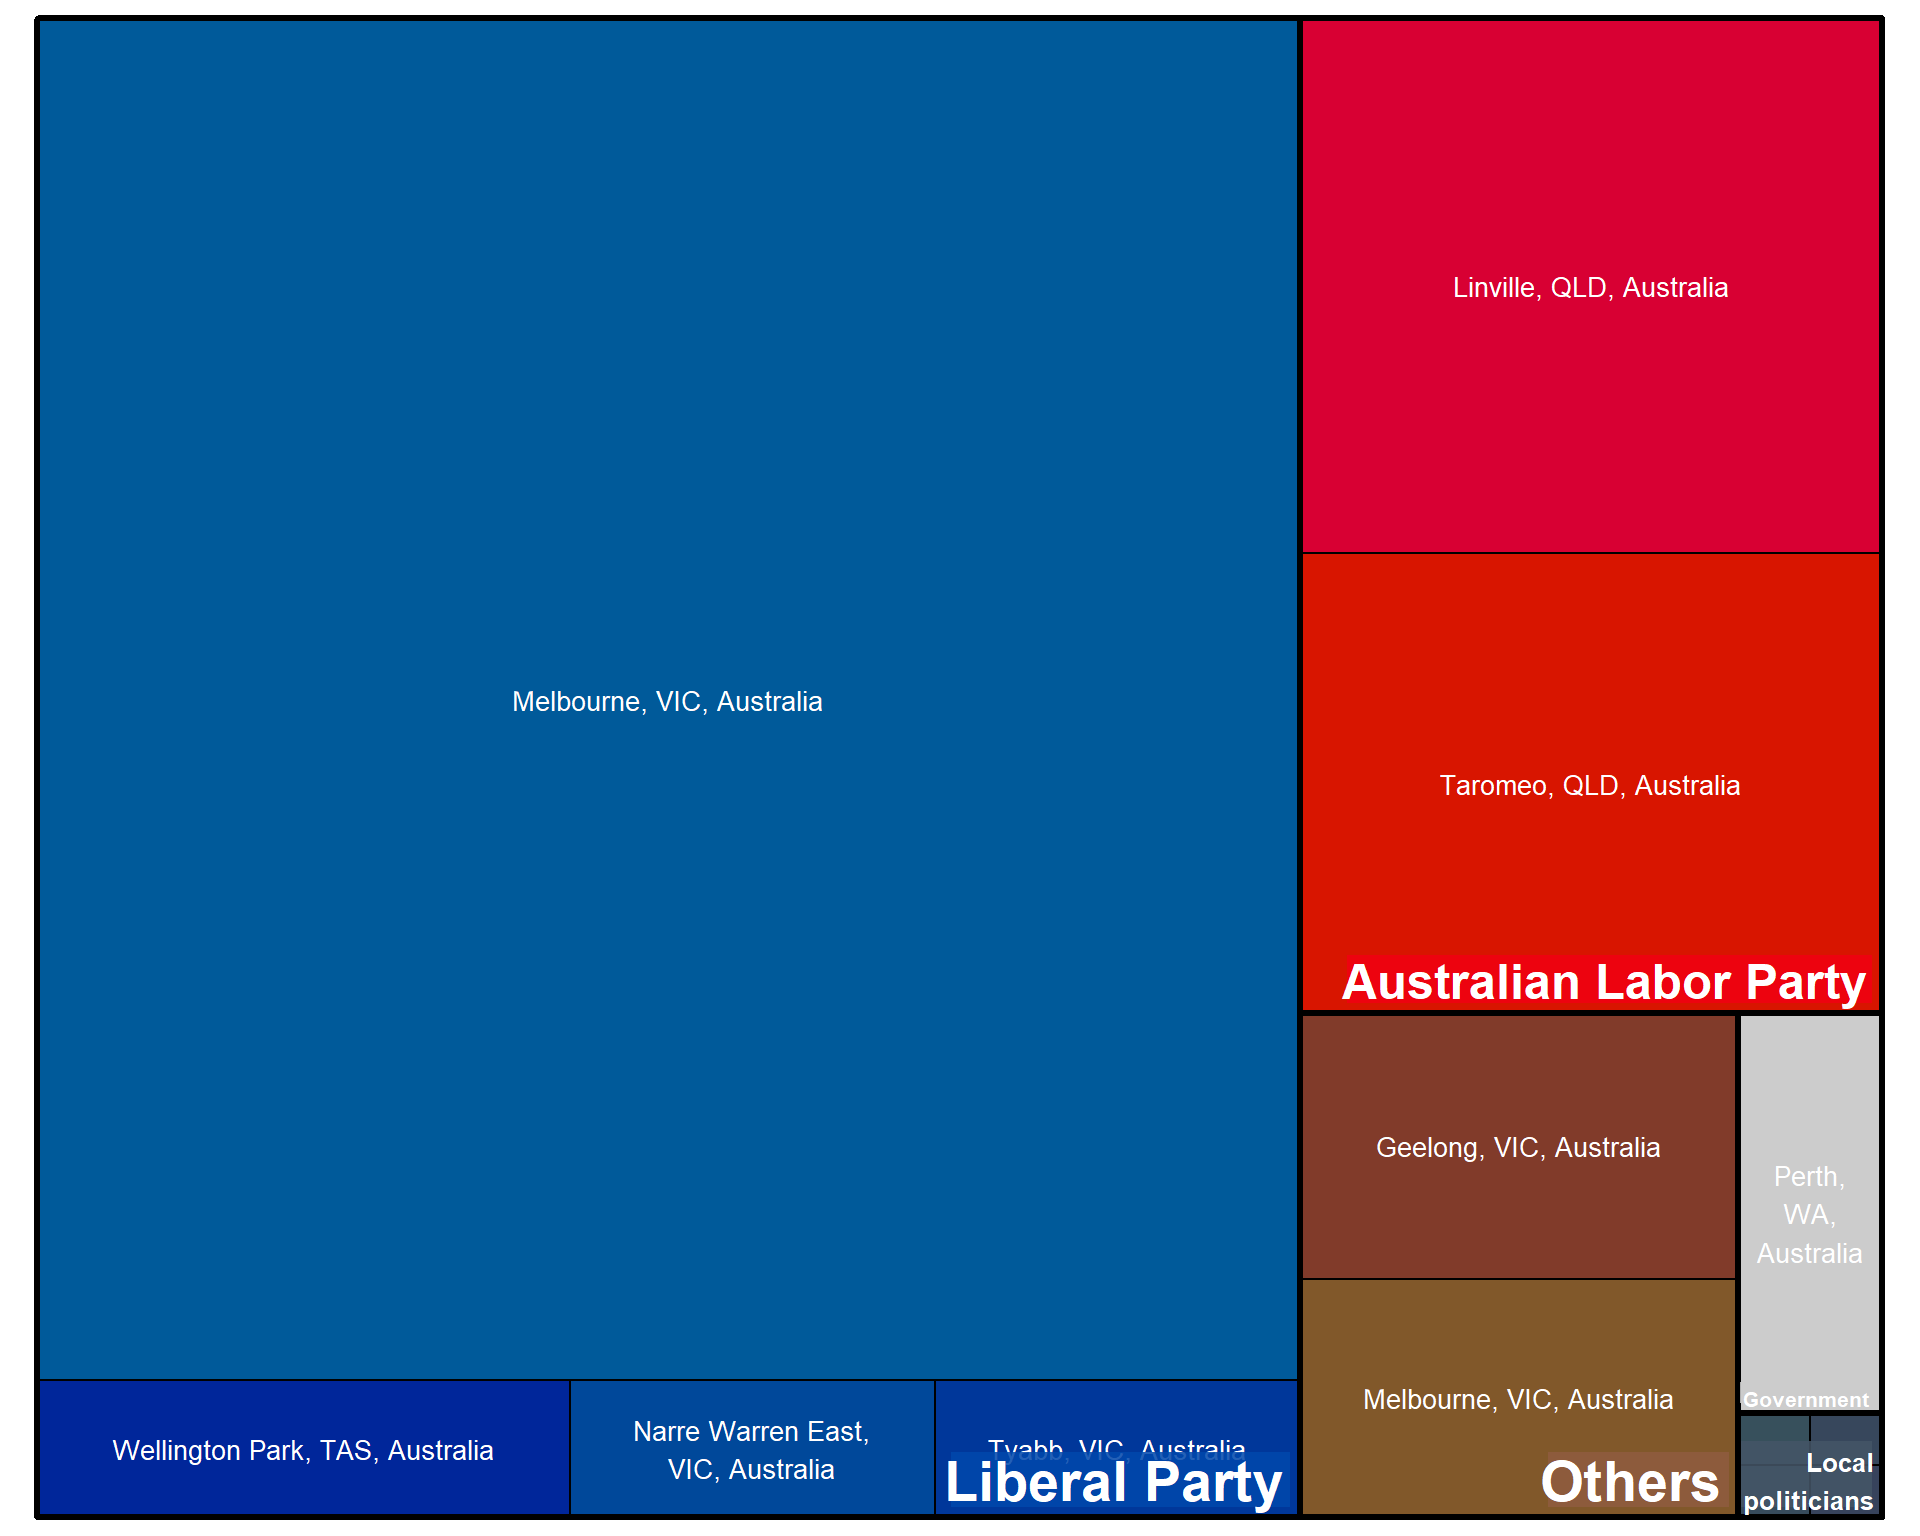 Melbourne, VIC, Australia
Wellington Park, TAS, Australia
Narre Warren East,
VIC, Australia
Tyabb, VIC, Australia
Liberal Party
Linville, QLD, Australia
Taromeo, QLD, Australia
Australian Labor Party
Geelong, VIC, Australia
Melbourne, VIC, Australia
Others
Perth,
WA,
Australia
Government
Local
politicians